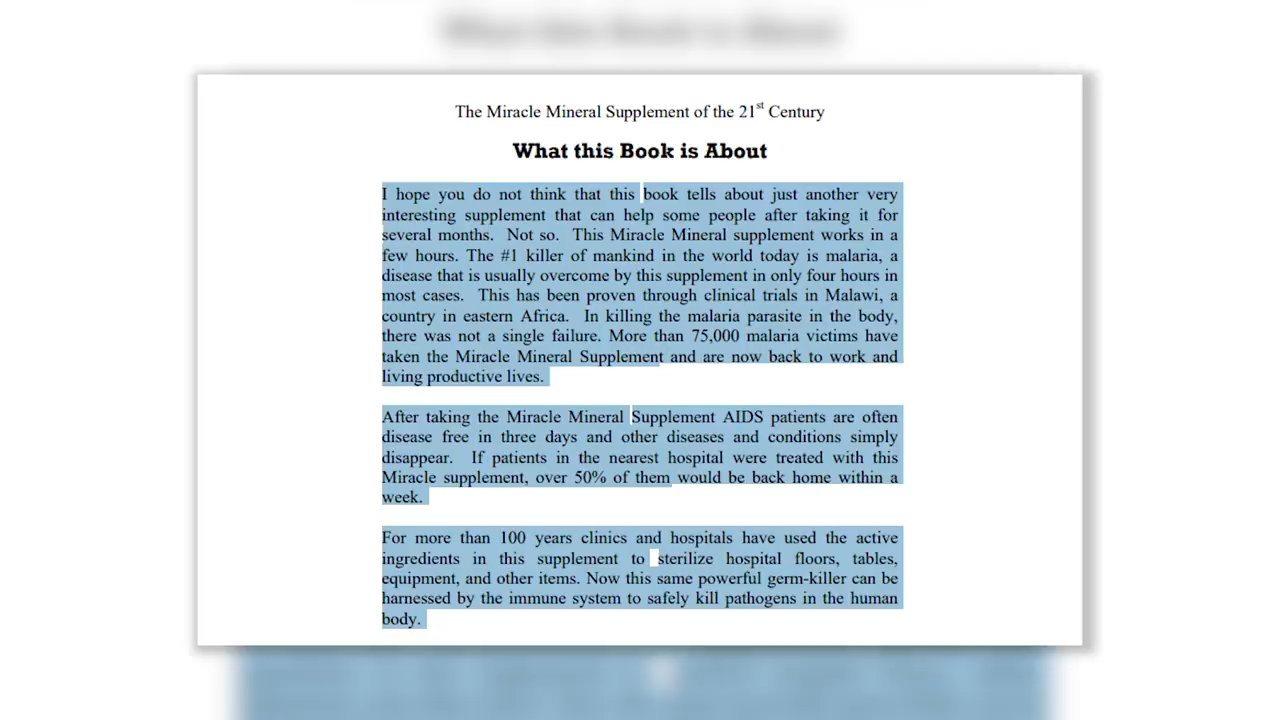 The Miracle Mineral Supplement of the 21st Century
What this Book is About
I hope you do not think that this book tells about just another very
interesting supplement that can help some people after taking it for
several months. Not so. This Miracle Mineral supplement works in a
few hours. The #1 killer of mankind in the world today is malaria, a
disease that is usually overcome by this supplement in only four hours in
most cases. This has been proven through clinical trials in Malawi, a
country in eastern Africa. In killing the malaria parasite in the body,
there was not a single failure. More than 75,000 malaria victims have
taken the Miracle Mineral Supplement and are now back to work and
living productive lives.
After taking the Miracle Mineral Supplement AIDS patients are often
disease free in three days and other diseases and conditions simply
disappear. If patients in the nearest hospital were treated with this
Miracle supplement, over 50% of them would be back home within a
week.
For more than 100 years clinics and hospitals have used the active
ingredients in this supplement to sterilize hospital floors, tables,
equipment, and other items. Now this same powerful germ-killer can be
harnessed by the immune system to safely kill pathogens in the human
body.